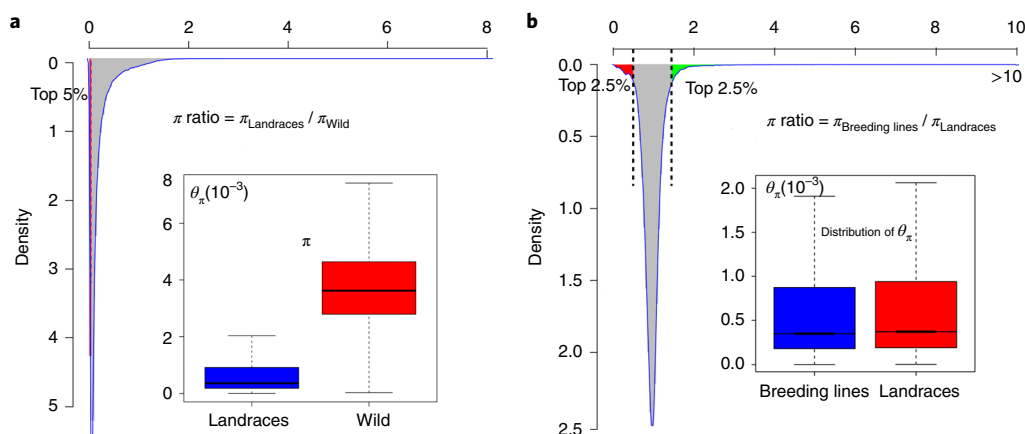 a
0 2 4 6 8
0
1
2
3
4
5
Density
Top 5%
π ratio = πLandraces / πWild
θπ(10−3)
8
6
4
2
0
π
Landraces Wild
b
0 2 4 6 8 10
0.0
0.5
1.0
1.5
2.0
2.5
Density
Top 2.5% Top 2.5%
>10
π ratio = πBreeding lines / πLandraces
θπ(10−3)
2.0
1.5
1.0
0.5
0.0
Distribution of θπ
Breeding lines Landraces